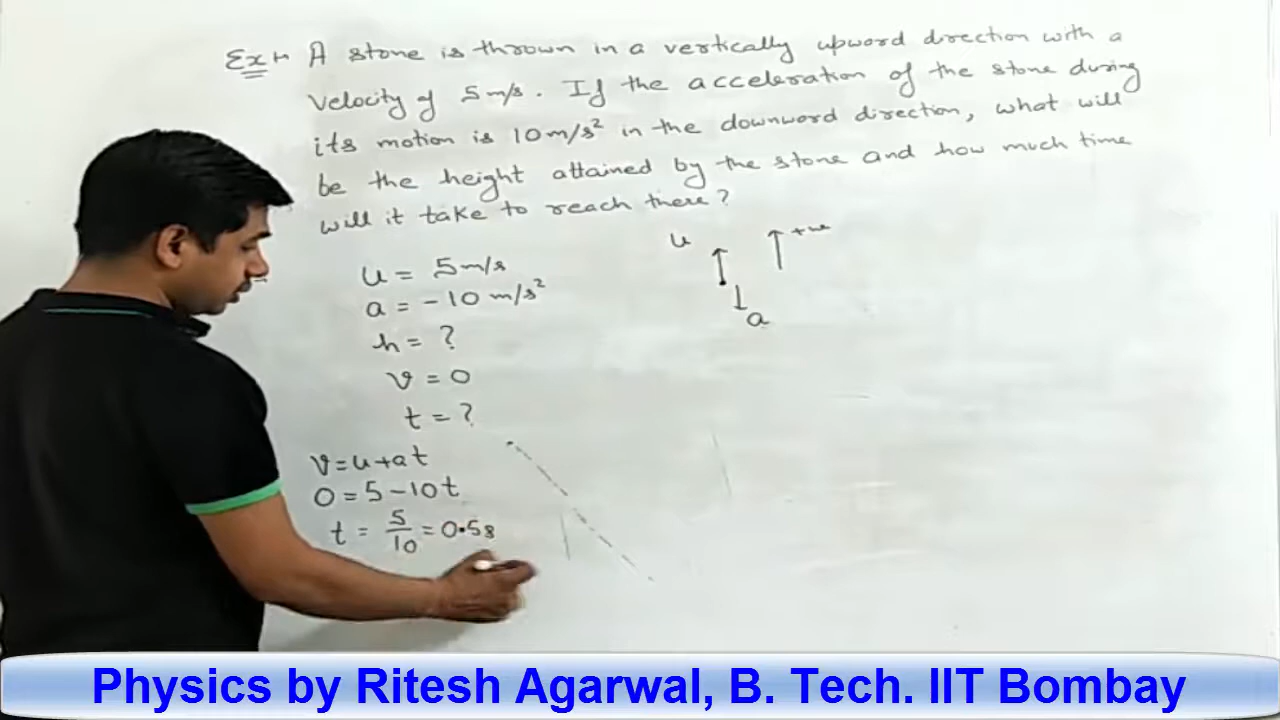 Ex:- A stone is thrown in a vertically upword direction with a
velocity of 5 m/s. If the acceleration of the stone during
its motion is 10 m/s² in the downword direction, what will
be the height attained by the stone and how much time
will it take to reach there?
u = 5 m/s
a = -10 m/s²
h = ?
v = 0
t = ?
u
+ve
a
v = u + at
0 = 5 - 10t
t = 5/10 = 0.5s
Physics by Ritesh Agarwal, B. Tech. IIT Bombay